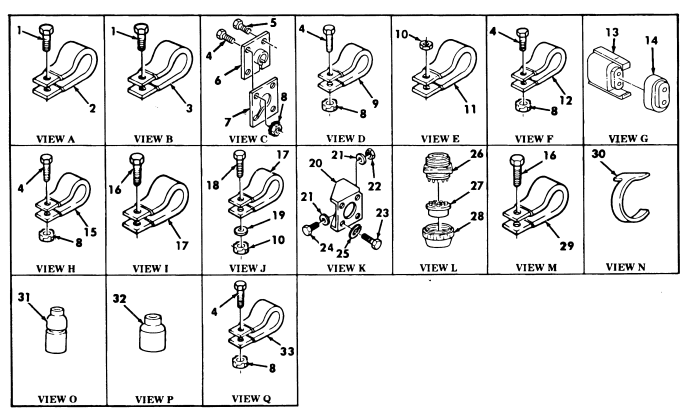 1
2
VIEW A
1
3
VIEW B
5
4
6
7
8
VIEW C
4
9
8
VIEW D
10
11
VIEW E
4
12
8
VIEW F
13
14
VIEW G
4
15
8
VIEW H
16
17
VIEW I
17
18
19
10
VIEW J
20
21
22
21
23
24
25
VIEW K
26
27
28
VIEW L
16
29
VIEW M
30
VIEW N
31
VIEW O
32
VIEW P
4
33
8
VIEW Q